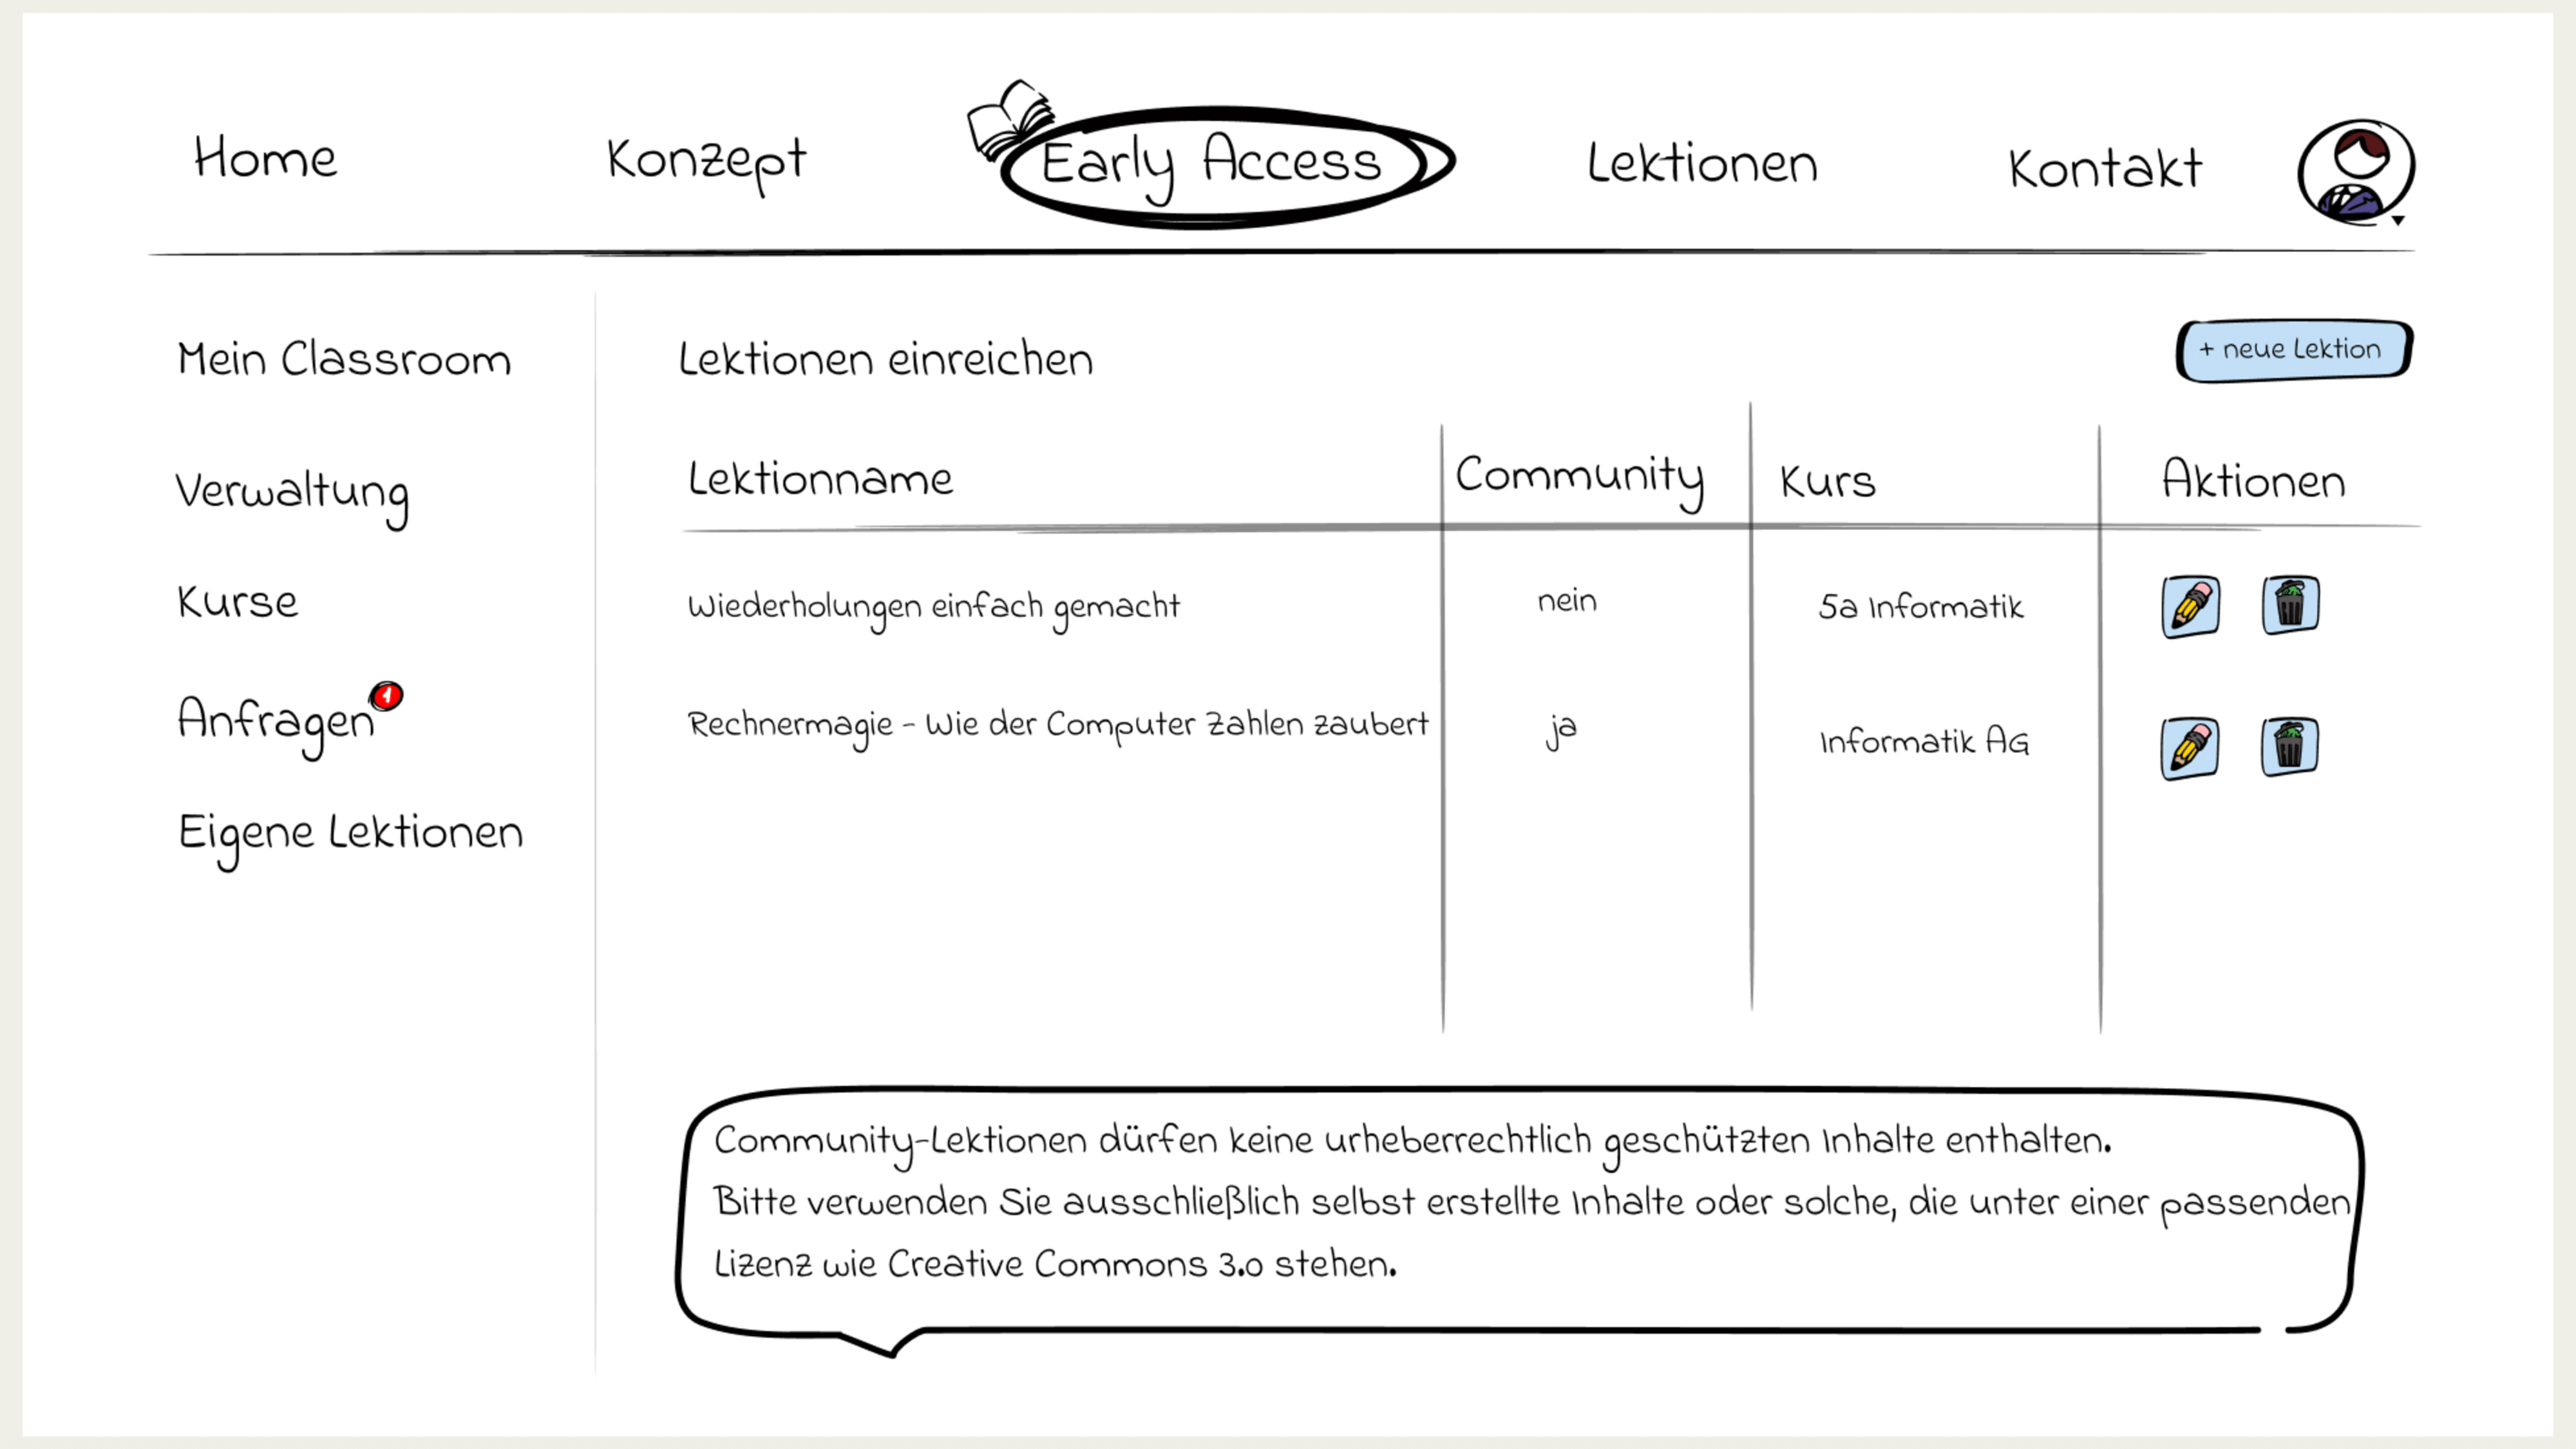 Home Konzept Early Access Lektionen Kontakt
Mein Classroom
Verwaltung
Kurse
Anfragen 1
Eigene Lektionen
Lektionen einreichen + neue Lektion
Lektionname Community Kurs Aktionen
Wiederholungen einfach gemacht nein 5a Informatik
Rechnermagie - Wie der Computer Zahlen zaubert ja Informatik AG
Community-Lektionen dürfen keine urheberrechtlich geschützten Inhalte enthalten.
Bitte verwenden Sie ausschließlich selbst erstellte Inhalte oder solche, die unter einer passenden
Lizenz wie Creative Commons 3.0 stehen.